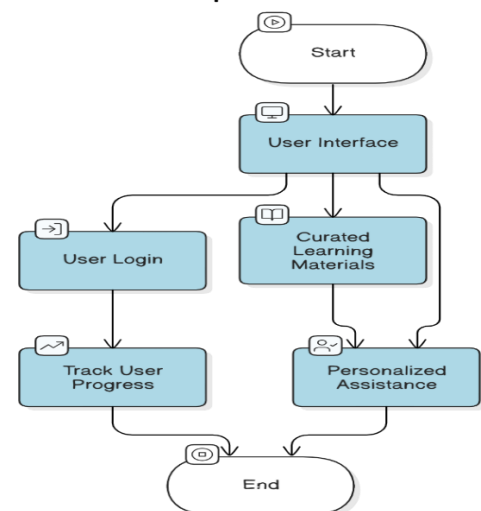 Start
User Interface
User Login
Curated
Learning
Materials
Track User
Progress
Personalized
Assistance
End